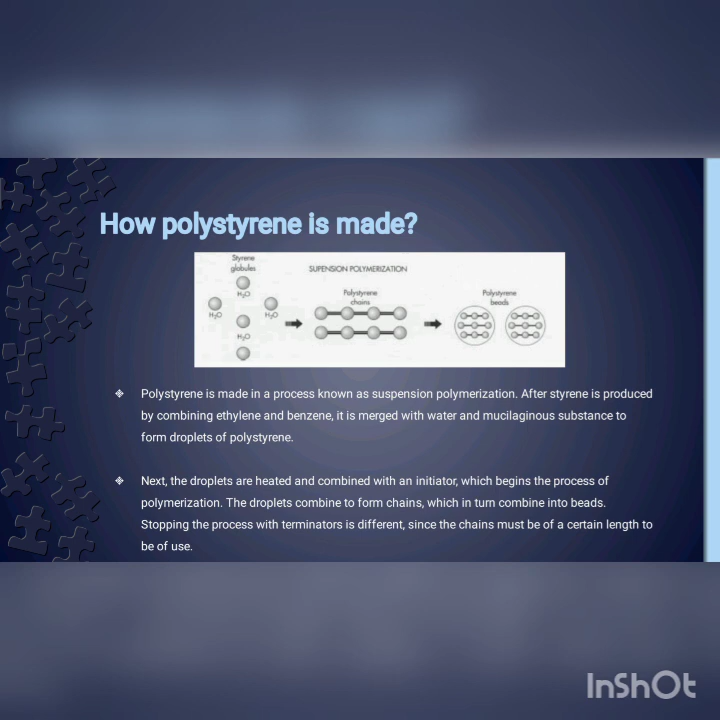 How polystyrene is made?
Styrene
globules
SUPENSION POLYMERIZATION
H₂O
Polystyrene
chains
Polystyrene
beads
H₂O
H₂O
H₂O
Polystyrene is made in a process known as suspension polymerization. After styrene is produced
by combining ethylene and benzene, it is merged with water and mucilaginous substance to
form droplets of polystyrene.
Next, the droplets are heated and combined with an initiator, which begins the process of
polymerization. The droplets combine to form chains, which in turn combine into beads.
Stopping the process with terminators is different, since the chains must be of a certain length to
be of use.
InShOt